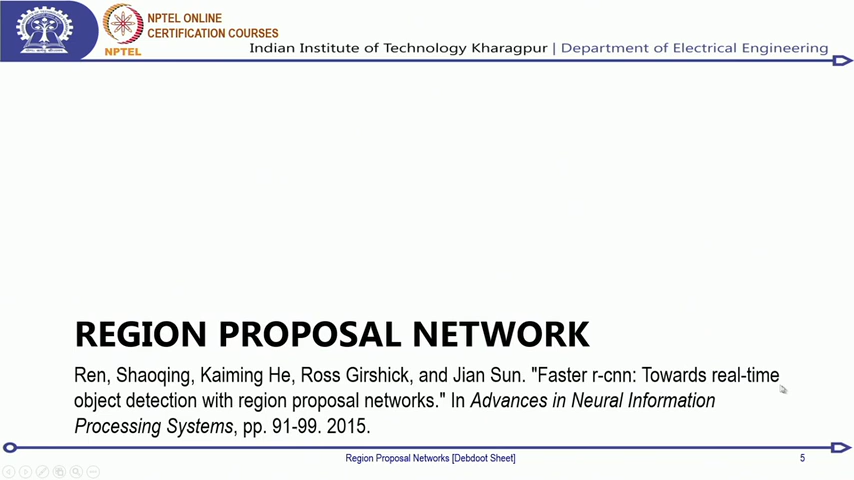 NPTEL ONLINE
CERTIFICATION COURSES
NPTEL
Indian Institute of Technology Kharagpur | Department of Electrical Engineering
REGION PROPOSAL NETWORK
Ren, Shaoqing, Kaiming He, Ross Girshick, and Jian Sun. "Faster r-cnn: Towards real-time
object detection with region proposal networks." In Advances in Neural Information
Processing Systems, pp. 91-99. 2015.
Region Proposal Networks [Debdoot Sheet]
5